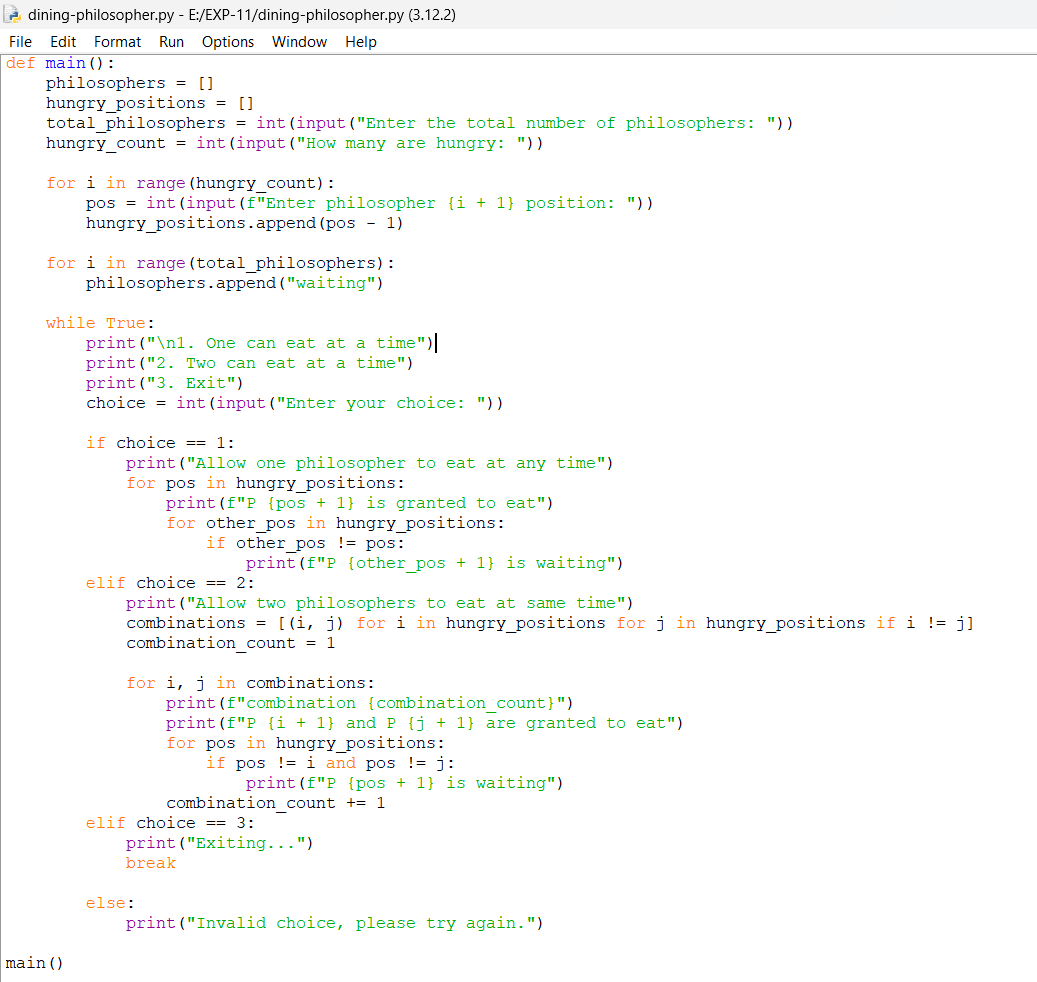 dining-philosopher.py - E:/EXP-11/dining-philosopher.py (3.12.2)
File Edit Format Run Options Window Help
def main():
    philosophers = []
    hungry_positions = []
    total_philosophers = int(input("Enter the total number of philosophers: "))
    hungry_count = int(input("How many are hungry: "))

    for i in range(hungry_count):
        pos = int(input(f"Enter philosopher {i + 1} position: "))
        hungry_positions.append(pos - 1)

    for i in range(total_philosophers):
        philosophers.append("waiting")

    while True:
        print("\n1. One can eat at a time")
        print("2. Two can eat at a time")
        print("3. Exit")
        choice = int(input("Enter your choice: "))

        if choice == 1:
            print("Allow one philosopher to eat at any time")
            for pos in hungry_positions:
                print(f"P {pos + 1} is granted to eat")
                for other_pos in hungry_positions:
                    if other_pos != pos:
                        print(f"P {other_pos + 1} is waiting")
        elif choice == 2:
            print("Allow two philosophers to eat at same time")
            combinations = [(i, j) for i in hungry_positions for j in hungry_positions if i != j]
            combination_count = 1

            for i, j in combinations:
                print(f"combination {combination_count}")
                print(f"P {i + 1} and P {j + 1} are granted to eat")
                for pos in hungry_positions:
                    if pos != i and pos != j:
                        print(f"P {pos + 1} is waiting")
                combination_count += 1
        elif choice == 3:
            print("Exiting...")
            break

        else:
            print("Invalid choice, please try again.")

main()